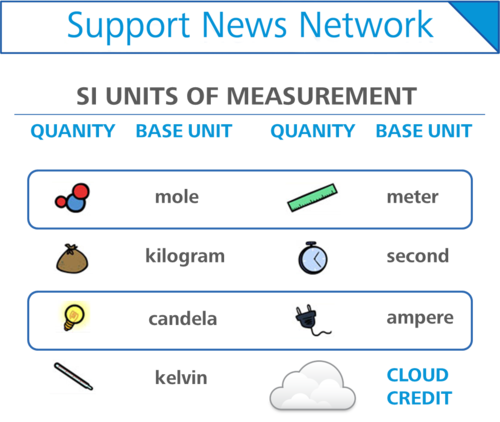 Support News Network
SI UNITS OF MEASUREMENT
QUANITY BASE UNIT QUANITY BASE UNIT
mole meter
kilogram second
candela ampere
kelvin CLOUD
CREDIT